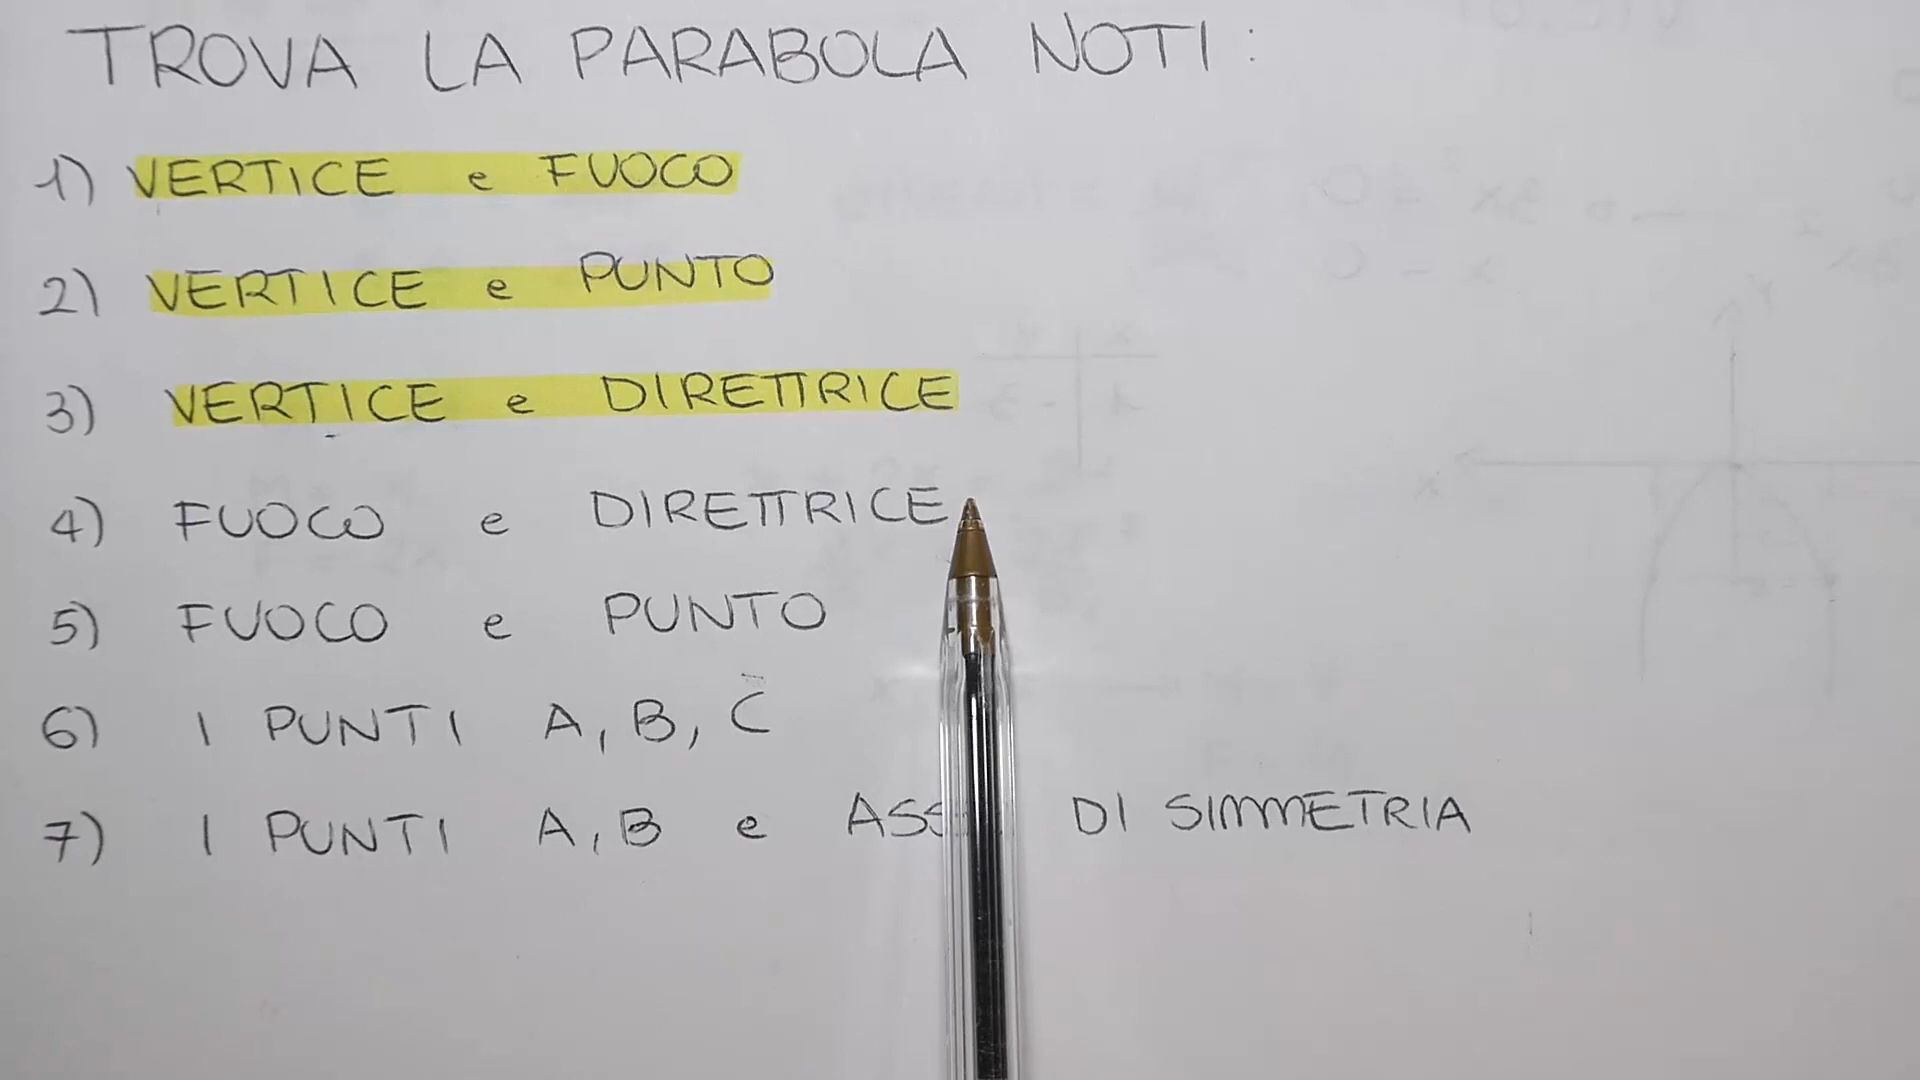 TROVA LA PARABOLA NOTI:
1) VERTICE e FUOCO
2) VERTICE e PUNTO
3) VERTICE e DIRETTRICE
4) FUOCO e DIRETTRICE
5) FUOCO e PUNTO
6) I PUNTI A, B, C
7) I PUNTI A, B e ASS DI SIMMETRIA